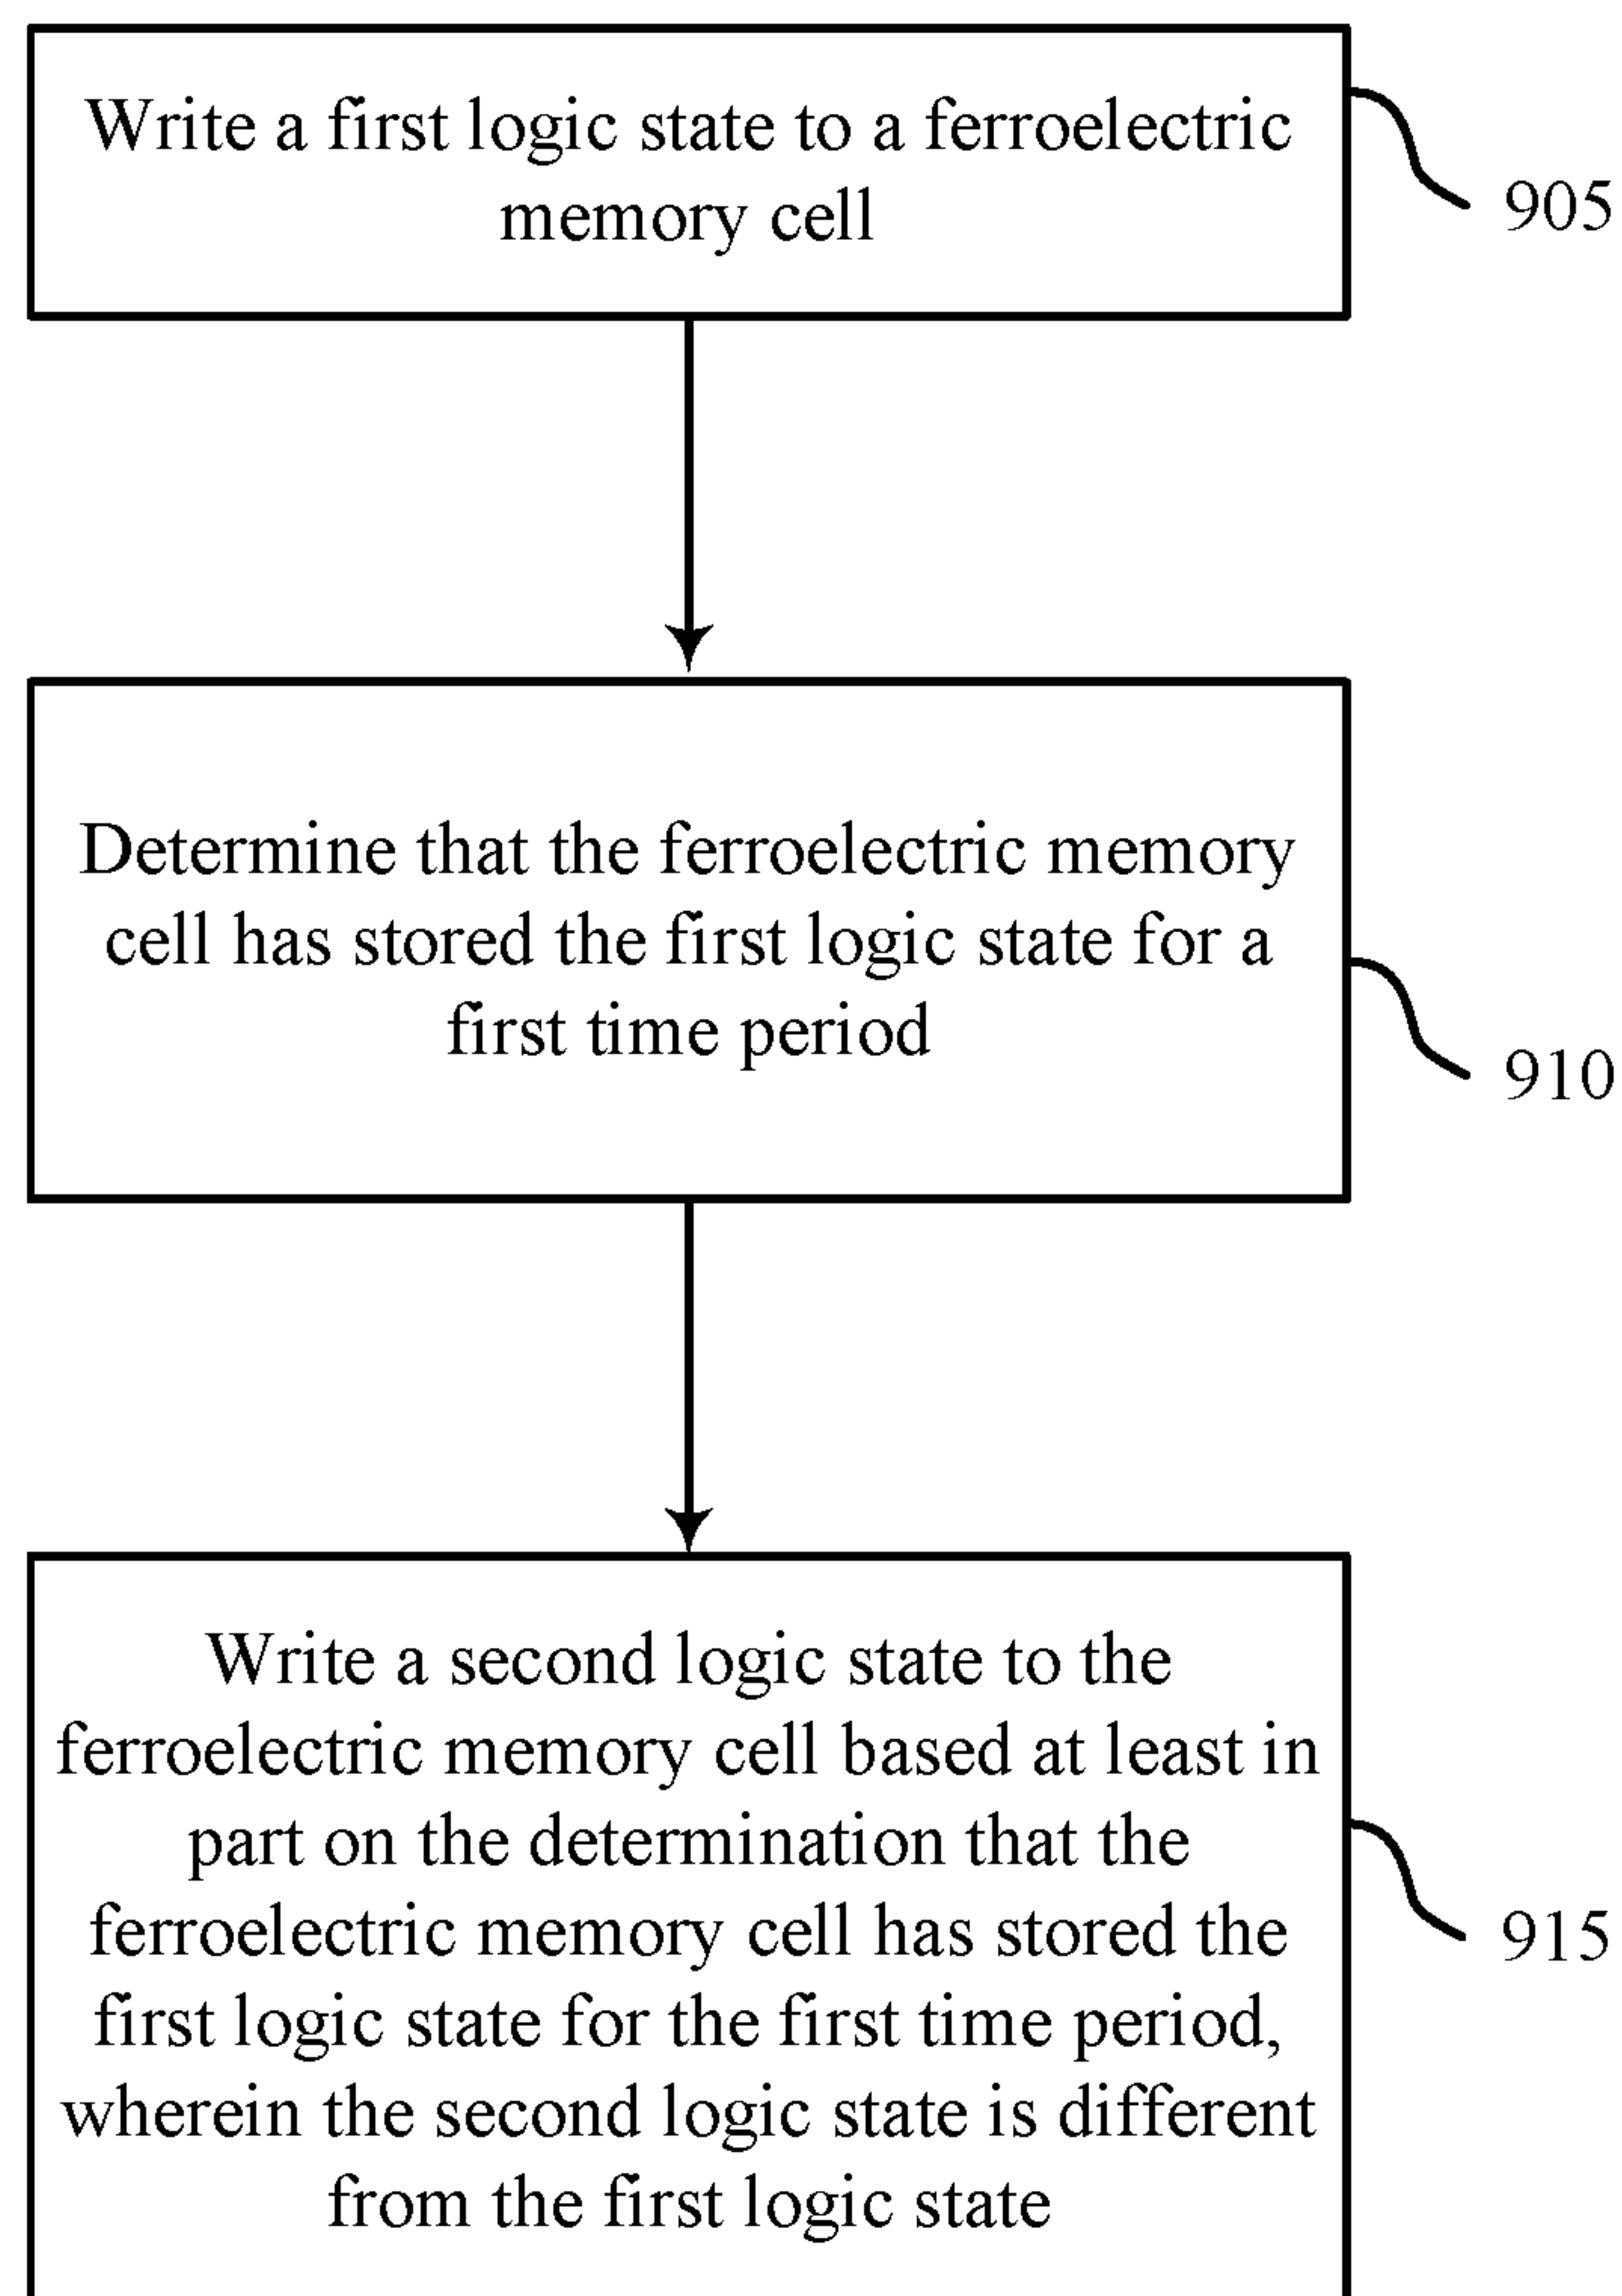 Write a first logic state to a ferroelectric
memory cell
905
Determine that the ferroelectric memory
cell has stored the first logic state for a
first time period
910
Write a second logic state to the
ferroelectric memory cell based at least in
part on the determination that the
ferroelectric memory cell has stored the
first logic state for the first time period,
wherein the second logic state is different
from the first logic state
915